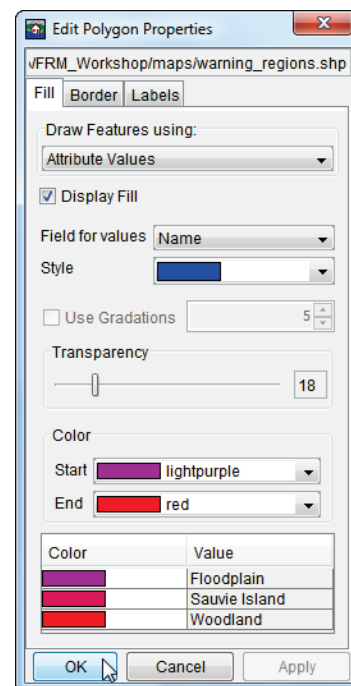 Edit Polygon Properties
/FRM_Workshop/maps/warning_regions.shp
Fill Border Labels
Draw Features using:
Attribute Values
Display Fill
Field for values Name
Style
Use Gradations 5
Transparency
18
Color
Start lightpurple
End red
Color Value
Floodplain
Sauvie Island
Woodland
OK Cancel Apply